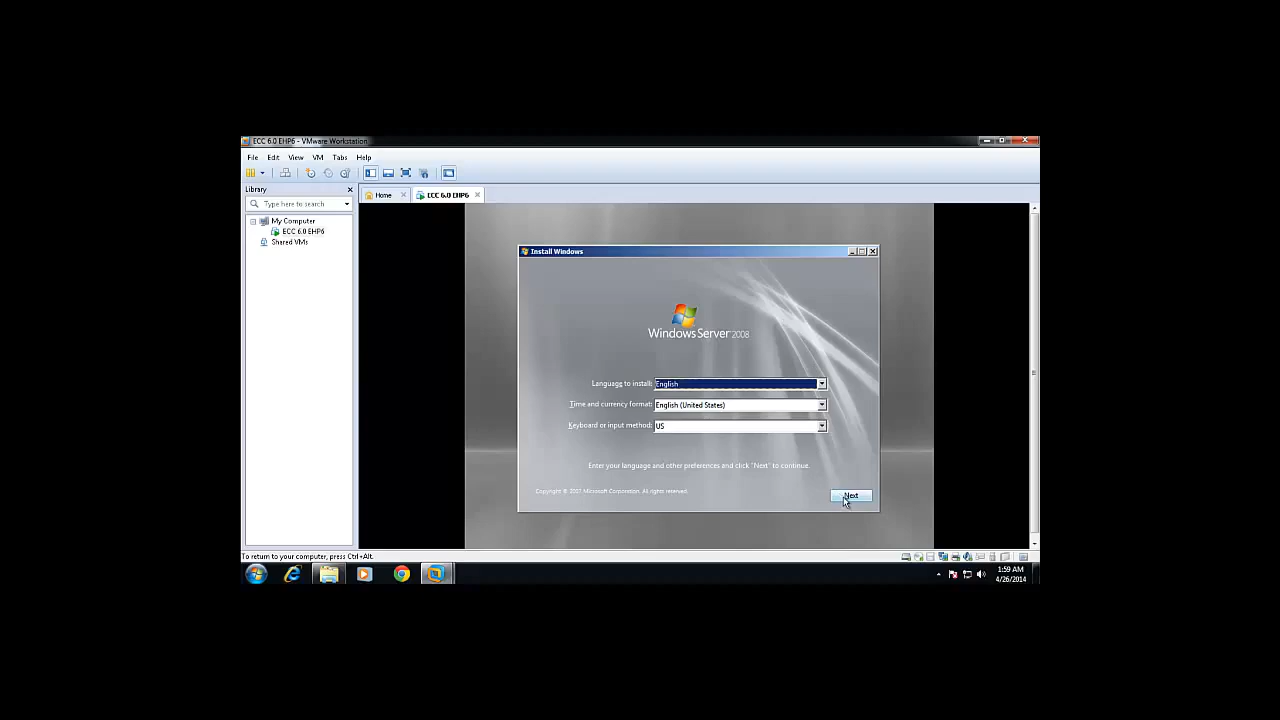 ECC 6.0 EHP6 - VMware Workstation
File Edit View VM Tabs Help
Library
Home
ECC 6.0 EHP6
Type here to search
My Computer
ECC 6.0 EHP6
Shared VMs
Install Windows
Windows Server 2008
Language to install: English
Time and currency format: English (United States)
Keyboard or input method: US
Enter your language and other preferences and click "Next" to continue.
Copyright © 2007 Microsoft Corporation. All rights reserved.
Next
To return to your computer, press Ctrl+Alt.
1:59 AM
4/26/2014